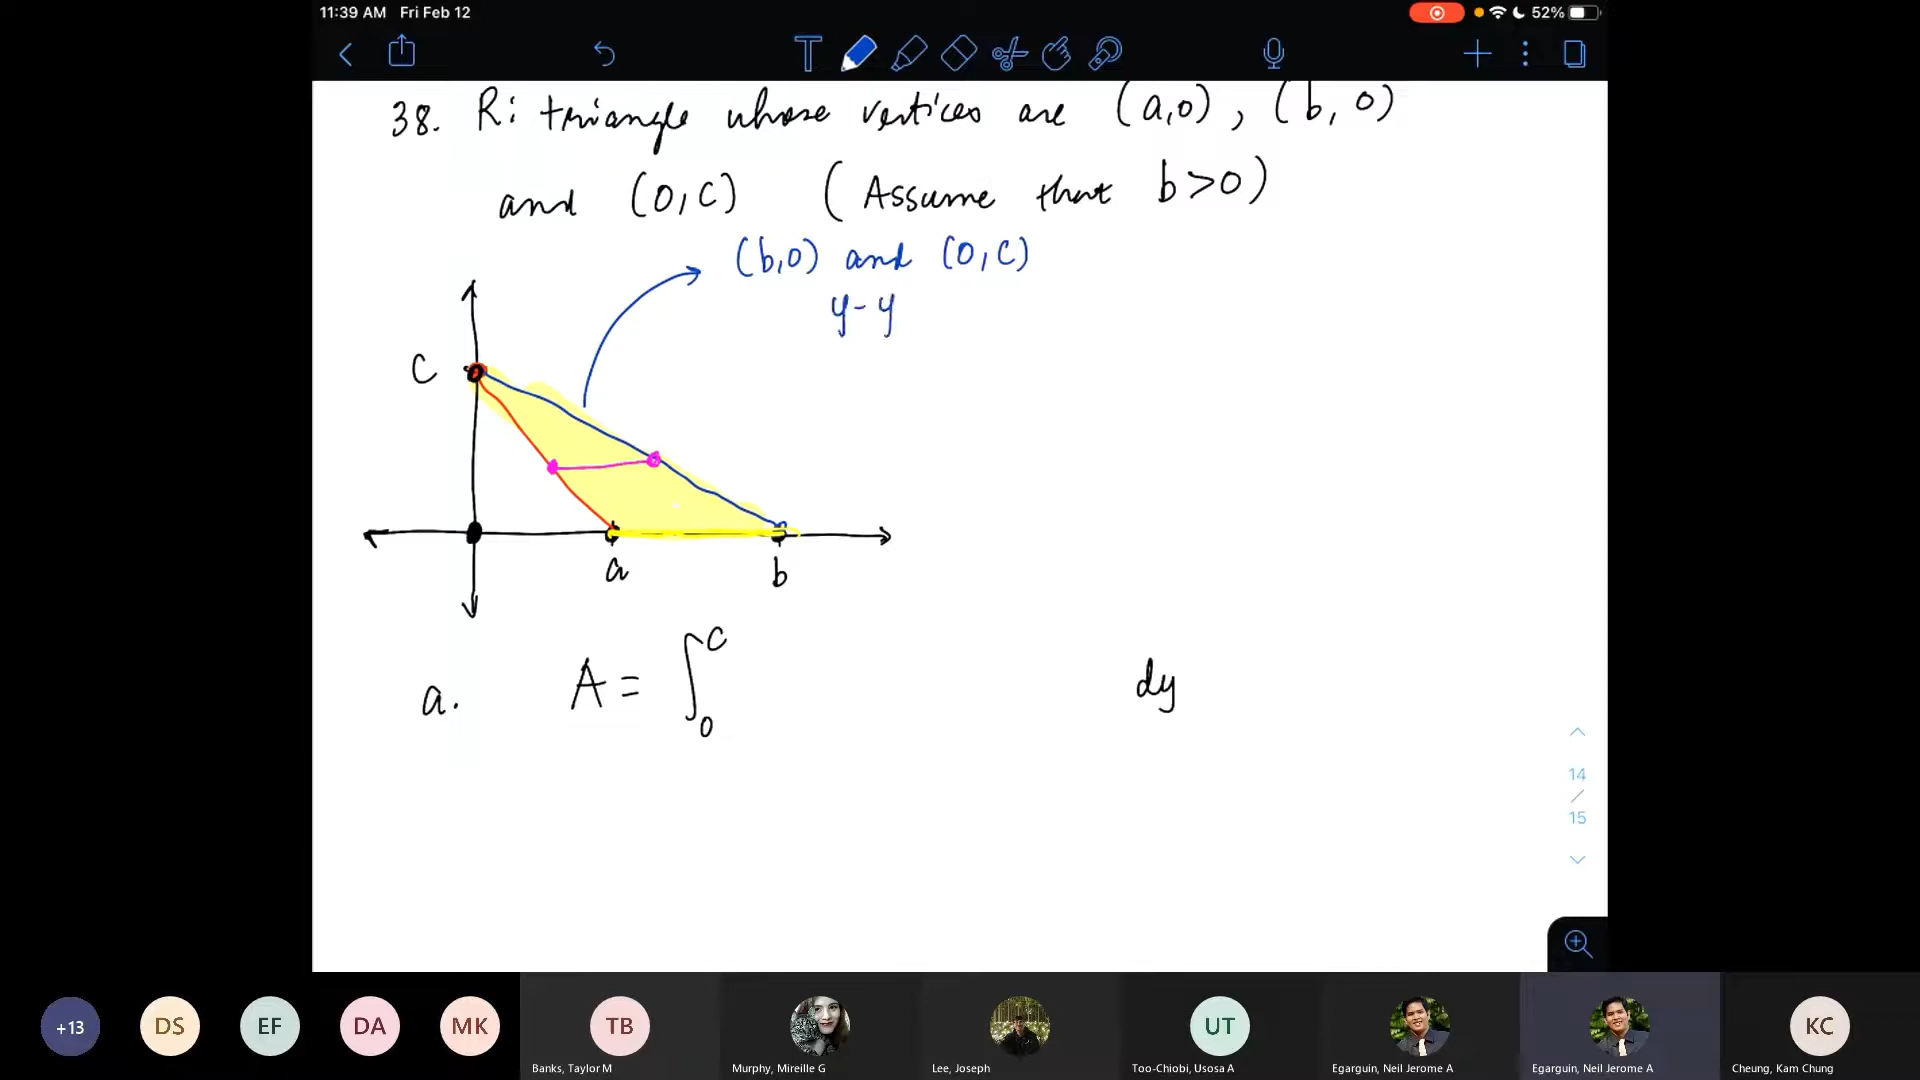 11:39 AM Fri Feb 12
52%
T
38. R: triangle whose vertices are (a,0), (b,0)
and (0,c) (Assume that b>0)
(b,0) and (0,c)
y-y
C
a b
a. A = ∫₀ᶜ dy
14
/
15
+13 DS EF DA MK TB UT KC
Banks, Taylor M Murphy, Mireille G Lee, Joseph Too-Chiobi, Usosa A Egarguin, Neil Jerome A Egarguin, Neil Jerome A Cheung, Kam Chung